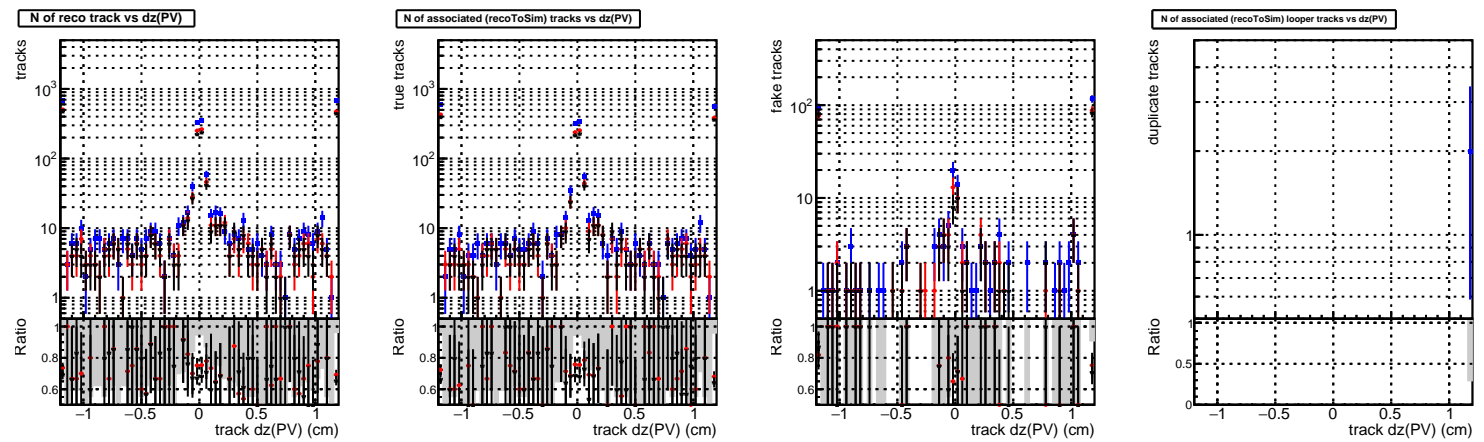 N of reco track vs dz(PV)
tracks
10³
10²
10
1
Ratio
1
0.8
0.6
−1 −0.5 0 0.5 1
track dz(PV) (cm)
N of associated (recoToSim) tracks vs dz(PV)
true tracks
10³
10²
10
1
Ratio
1
0.8
0.6
−1 −0.5 0 0.5 1
track dz(PV) (cm)
fake tracks
10²
10
1
Ratio
1
0.8
0.6
−1 −0.5 0 0.5 1
track dz(PV) (cm)
N of associated (recoToSim) looper tracks vs dz(PV)
duplicate tracks
1
Ratio
1
0.5
0
−1 −0.5 0 0.5 1
track dz(PV) (cm)